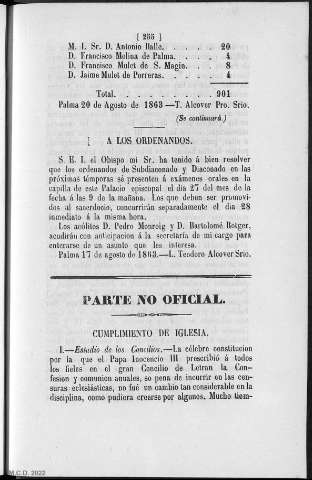 [ 255 ]
M. I. Sr. D. Antonio Balle. . . . . . 20
D. Francisco Molina de Palma. . . . . 4
D. Francisco Mulet de S. Magin. . . . 8
D. Jaime Mulet de Porreras. . . . . . 4
Total. . . . . . . . . . . 901
Palma 20 de Agosto de 1863—T. Alcover Pro. Srio.
(Se continuará.)
A LOS ORDENANDOS.
S. E. I. el Obispo mi Sr. ha tenido á bien resolver
que los ordenandos de Subdiaconado y Diaconado en las
próximas témporas se presenten á exámenes orales en la
capilla de este Palacio episcopal el dia 27 del mes de la
fecha á las 9 de la mañana. Los que deben ser promovi-
dos al sacerdocio, concurrirán separadamente el dia 28
inmediato á la misma hora.
Los acólitos D. Pedro Monroig y D. Bartolomé Botger,
acudirán con anticipacion á la secretaría de mi cargo para
enterarse de un asunto que les interesa.
Palma 17 de agosto de 1863.—L. Teodoro Alcover Srio.
PARTE NO OFICIAL.
CUMPLIMIENTO DE IGLESIA.
I.—Estudio de los Concilios.—La célebre constitucion
por la que el Papa Inocencio III prescribió á todos
los fieles en el gran Concilio de Letran la Con-
fesion y comunion anuales, so pena de incurrir en las cen-
suras eclesiásticas, no fué un cambio tan considerable en la
disciplina, como pudiera creerse por algunos. Mucho tiem-
M.C.D. 2022